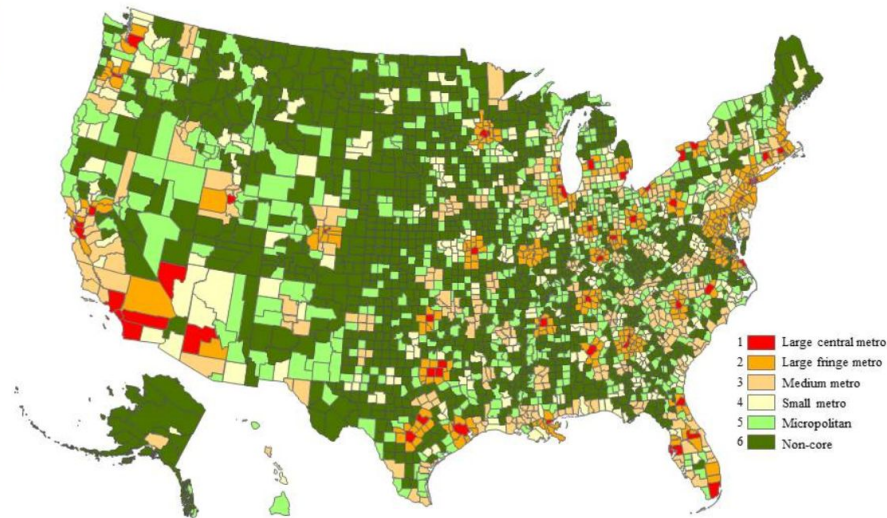 1 Large central metro
2 Large fringe metro
3 Medium metro
4 Small metro
5 Micropolitan
6 Non-core